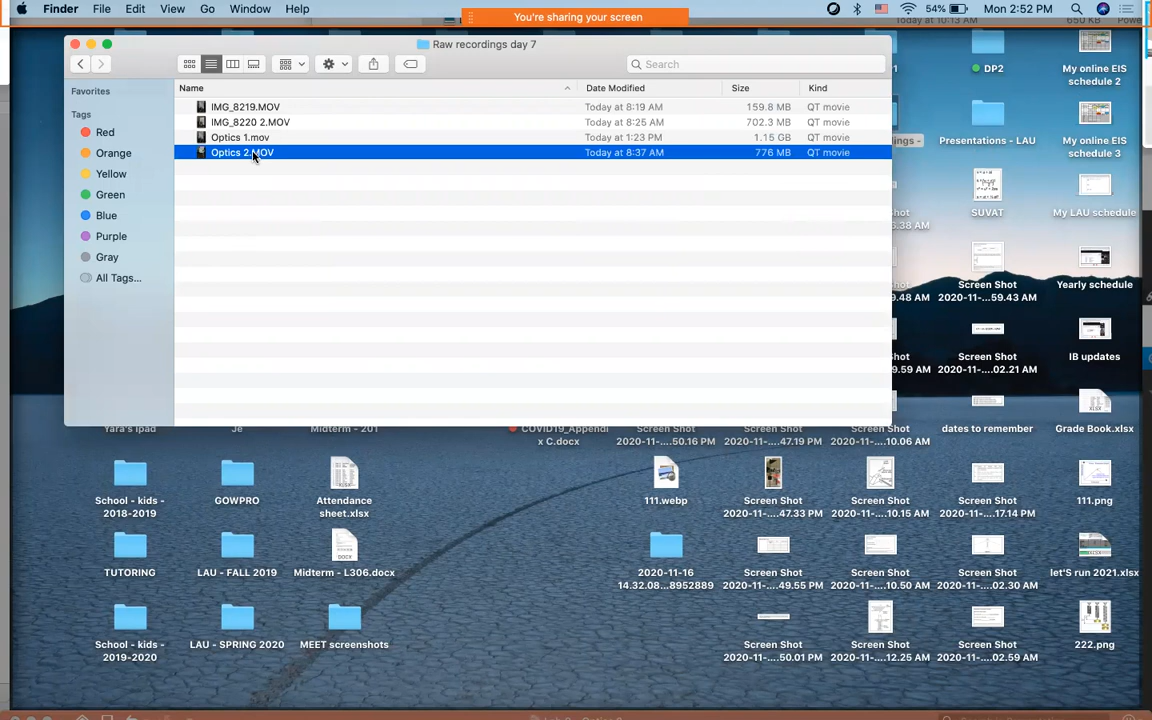 Finder File Edit View Go Window Help
You're sharing your screen
54% Mon 2:52 PM
Today at 10:13 AM 650 KB
Raw recordings day 7
Search
Favorites
Tags
Red
Orange
Yellow
Green
Blue
Purple
Gray
All Tags...
Name Date Modified Size Kind
IMG_8219.MOV Today at 8:19 AM 159.8 MB QT movie
IMG_8220 2.MOV Today at 8:25 AM 702.3 MB QT movie
Optics 1.mov Today at 1:23 PM 1.15 GB QT movie
Optics 2.MOV Today at 8:37 AM 776 MB QT movie
DP2
My online EIS
schedule 2
Presentations - LAU
My online EIS
schedule 3
SUVAT
My LAU schedule
Screen Shot
2020-11-...59.43 AM
Yearly schedule
Screen Shot
2020-11-....02.21 AM
IB updates
Yara's ipad
Midterm - 201
COVID19_Appendi
x C.docx
Screen Shot
2020-11-....50.16 PM
Screen Shot
2020-11-....47.19 PM
Screen Shot
2020-11-....10.06 AM
dates to remember
Grade Book.xlsx
School - kids -
2018-2019
GOWPRO
Attendance
sheet.xlsx
111.webp
Screen Shot
2020-11-....47.33 PM
Screen Shot
2020-11-....10.15 AM
Screen Shot
2020-11-....17.14 PM
111.png
TUTORING
LAU - FALL 2019
Midterm - L306.docx
2020-11-16
14.32.08...8952889
Screen Shot
2020-11-....49.55 PM
Screen Shot
2020-11-....10.50 AM
Screen Shot
2020-11-....02.30 AM
let'S run 2021.xlsx
School - kids -
2019-2020
LAU - SPRING 2020
MEET screenshots
Screen Shot
2020-11-....50.01 PM
Screen Shot
2020-11-....12.25 AM
Screen Shot
2020-11-....02.59 AM
222.png